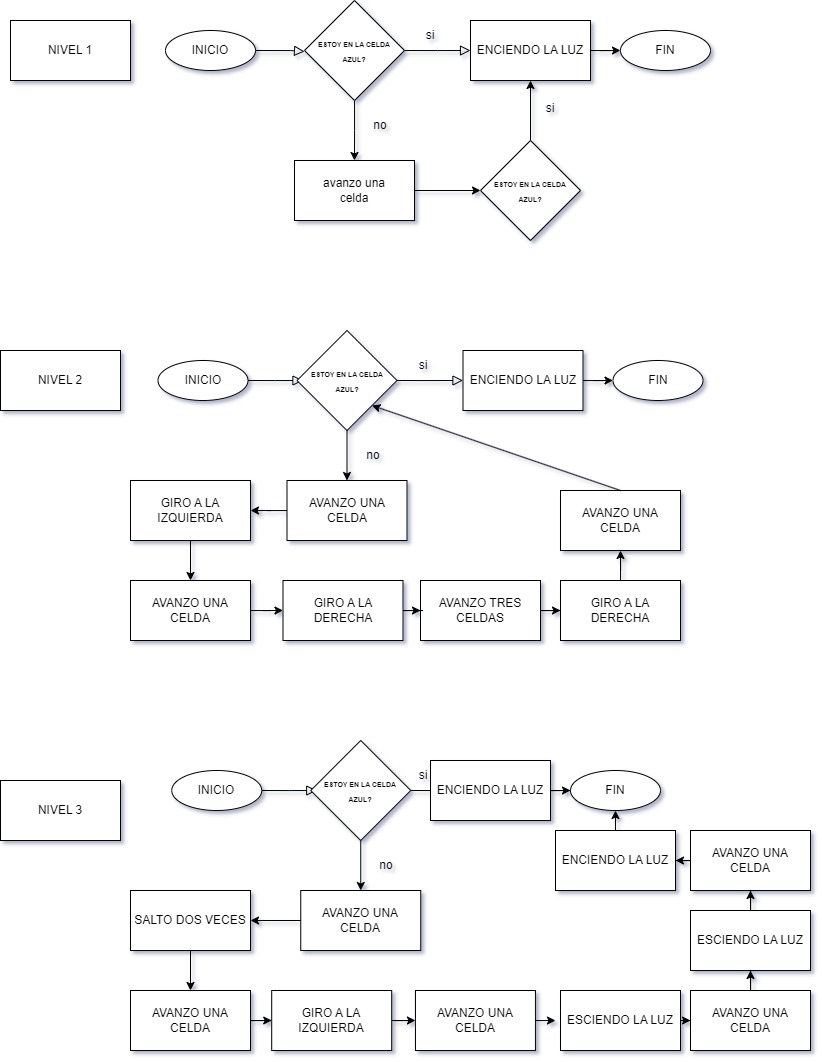 NIVEL 1
INICIO
ESTOY EN LA CELDA
AZUL?
si
ENCIENDO LA LUZ
FIN
no
si
avanzo una
celda
ESTOY EN LA CELDA
AZUL?
NIVEL 2
INICIO
ESTOY EN LA CELDA
AZUL?
si
ENCIENDO LA LUZ
FIN
no
GIRO A LA
IZQUIERDA
AVANZO UNA
CELDA
AVANZO UNA
CELDA
AVANZO UNA
CELDA
GIRO A LA
DERECHA
AVANZO TRES
CELDAS
GIRO A LA
DERECHA
NIVEL 3
INICIO
ESTOY EN LA CELDA
AZUL?
si
ENCIENDO LA LUZ
FIN
no
ENCIENDO LA LUZ
AVANZO UNA
CELDA
SALTO DOS VECES
AVANZO UNA
CELDA
ESCIENDO LA LUZ
AVANZO UNA
CELDA
GIRO A LA
IZQUIERDA
AVANZO UNA
CELDA
ESCIENDO LA LUZ
AVANZO UNA
CELDA